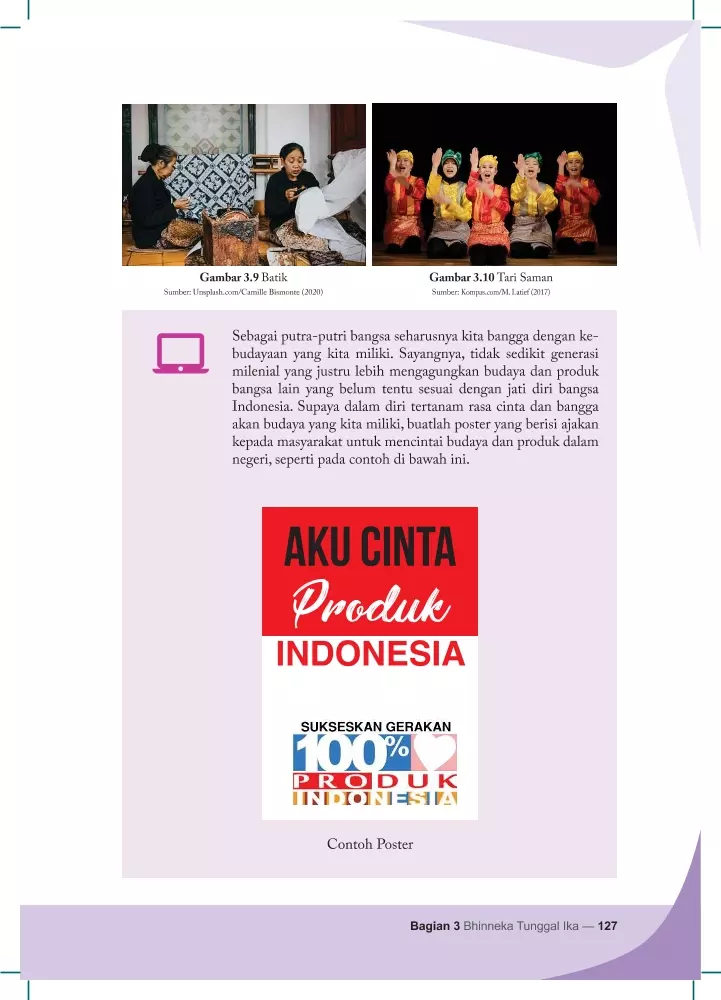 Gambar 3.9 Batik
Sumber: Unsplash.com/Camille Bismonte (2020)
Gambar 3.10 Tari Saman
Sumber: Kompas.com/M. Latief (2017)
Sebagai putra-putri bangsa seharusnya kita bangga dengan ke-
budayaan yang kita miliki. Sayangnya, tidak sedikit generasi
milenial yang justru lebih mengagungkan budaya dan produk
bangsa lain yang belum tentu sesuai dengan jati diri bangsa
Indonesia. Supaya dalam diri tertanam rasa cinta dan bangga
akan budaya yang kita miliki, buatlah poster yang berisi ajakan
kepada masyarakat untuk mencintai budaya dan produk dalam
negeri, seperti pada contoh di bawah ini.
AKU CINTA
Produk
INDONESIA
SUKSESKAN GERAKAN
100%
PRODUK
INDONESIA
Contoh Poster
Bagian 3 Bhinneka Tunggal Ika — 127